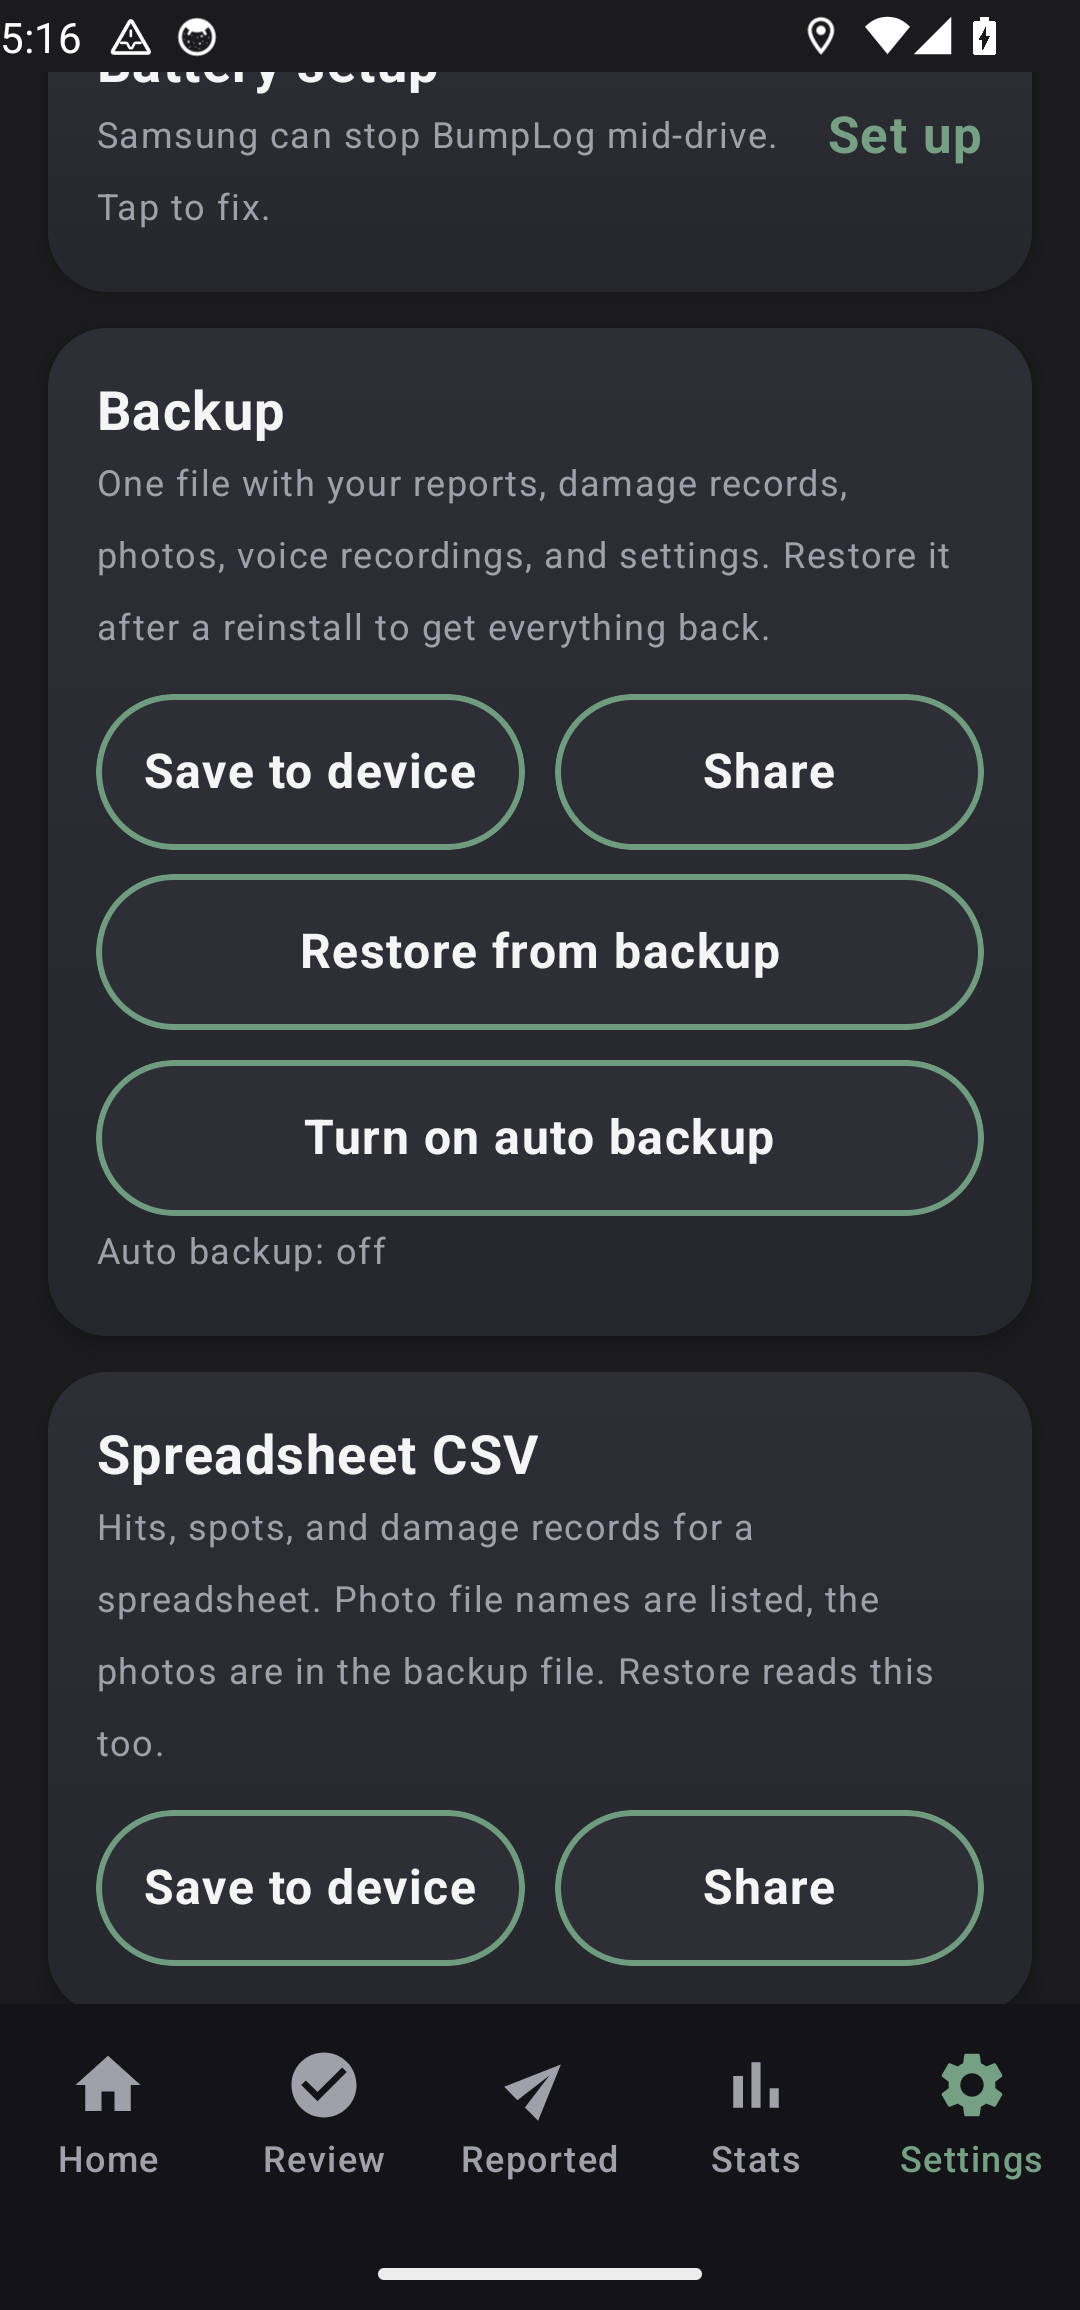 5:16
Battery setup
Samsung can stop BumpLog mid-drive.
Tap to fix.
Set up
Backup
One file with your reports, damage records,
photos, voice recordings, and settings. Restore it
after a reinstall to get everything back.
Save to device
Share
Restore from backup
Turn on auto backup
Auto backup: off
Spreadsheet CSV
Hits, spots, and damage records for a
spreadsheet. Photo file names are listed, the
photos are in the backup file. Restore reads this
too.
Save to device
Share
Home
Review
Reported
Stats
Settings